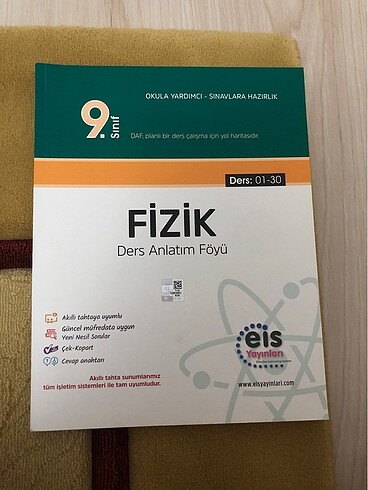 OKULA YARDIMCI - SINAVLARA HAZIRLIK
9. Sınıf
DAF, planlı bir ders çalışma için yol haritasıdır.
Ders: 01-30
FİZİK
Ders Anlatım Föyü
Akıllı tahtaya uyumlu
Güncel müfredata uygun
Yeni Nesil Sorular
Çek-Kopart
Cevap anahtarı
eis
Yayınları
Akıllı tahta sunumlarımız
tüm işletim sistemleri ile tam uyumludur.
www.eisyayinlari.com